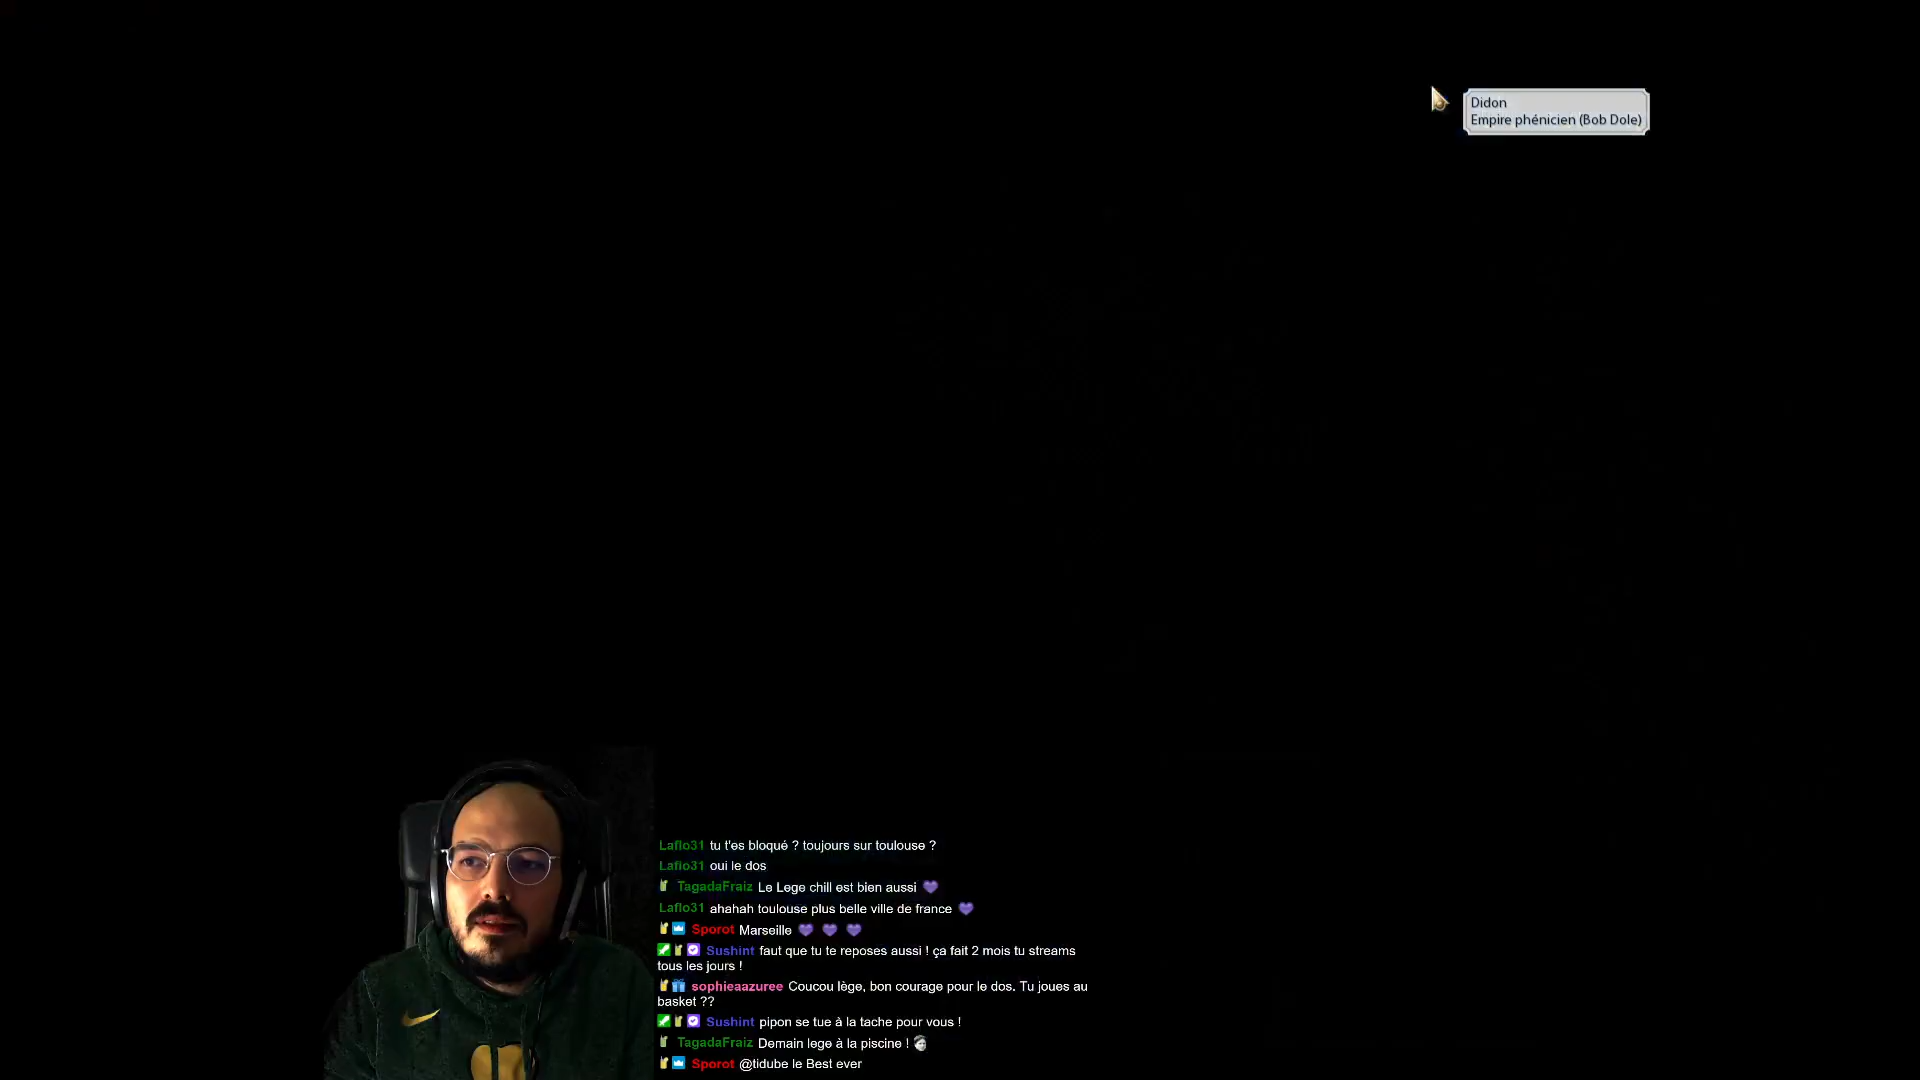 Didon
Empire phénicien (Bob Dole)
Laflo31 tu t'es bloqué ? toujours sur toulouse ?
Laflo31 oui le dos
TagadaFraiz Le Lege chill est bien aussi
Laflo31 ahahah toulouse plus belle ville de france
Sporot Marseille
Sushint faut que tu te reposes aussi ! ça fait 2 mois tu streams
tous les jours !
sophieaazuree Coucou lège, bon courage pour le dos. Tu joues au
basket ??
Sushint pipon se tue à la tache pour vous !
TagadaFraiz Demain lege à la piscine !
Sporot @tidube le Best ever